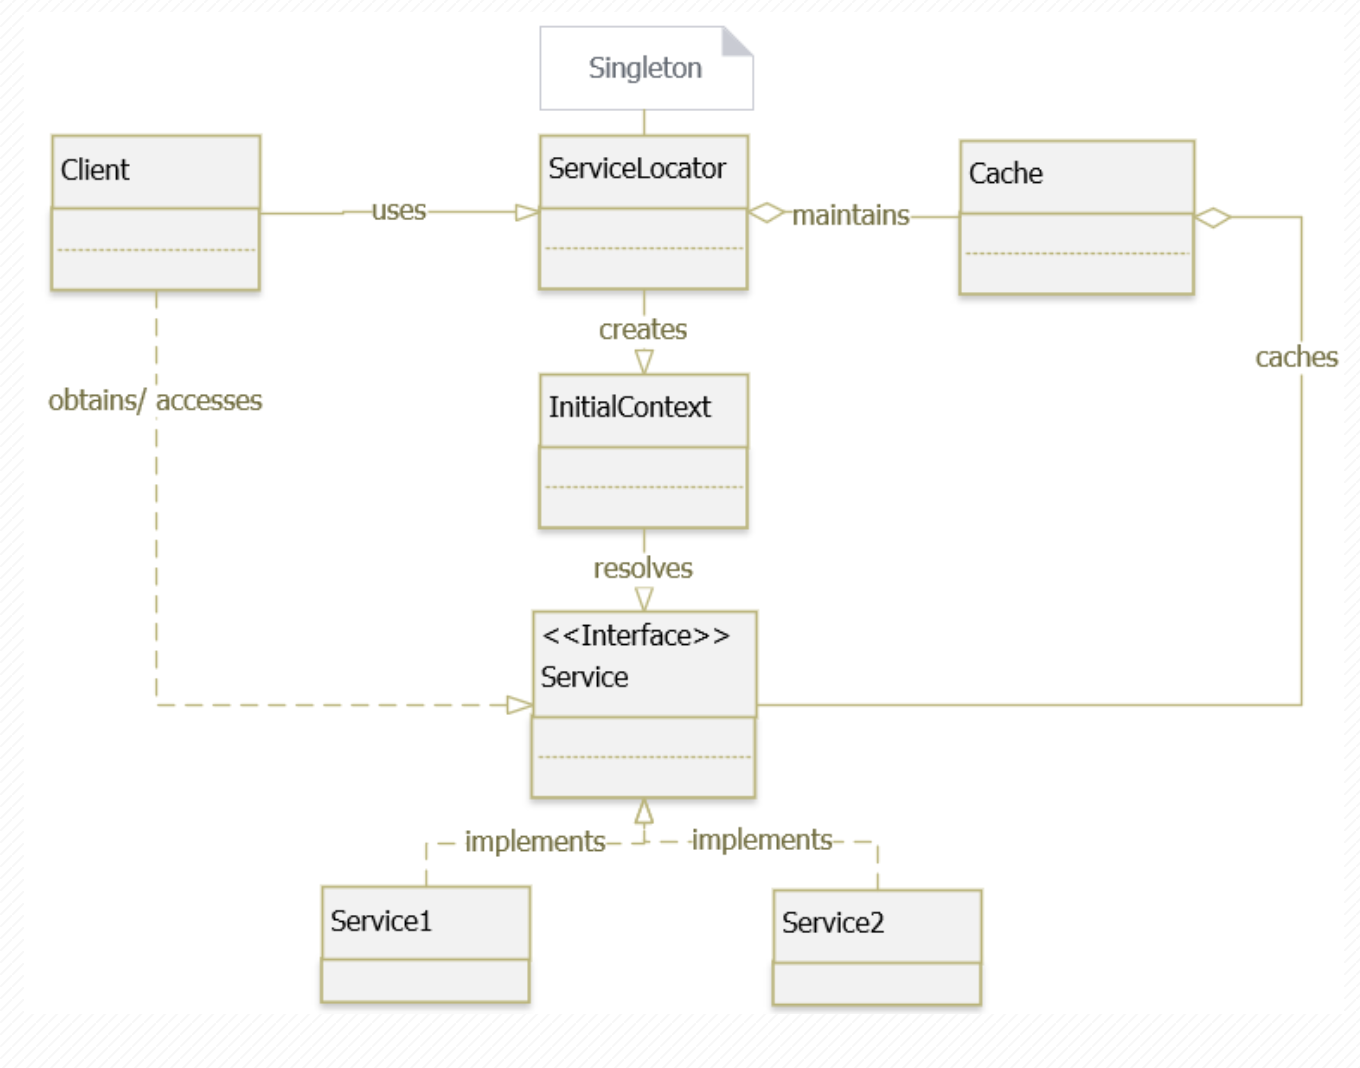 Singleton
Client
ServiceLocator
Cache
uses
maintains
creates
caches
obtains/ accesses
InitialContext
resolves
<<Interface>>
Service
implements
implements
Service1
Service2